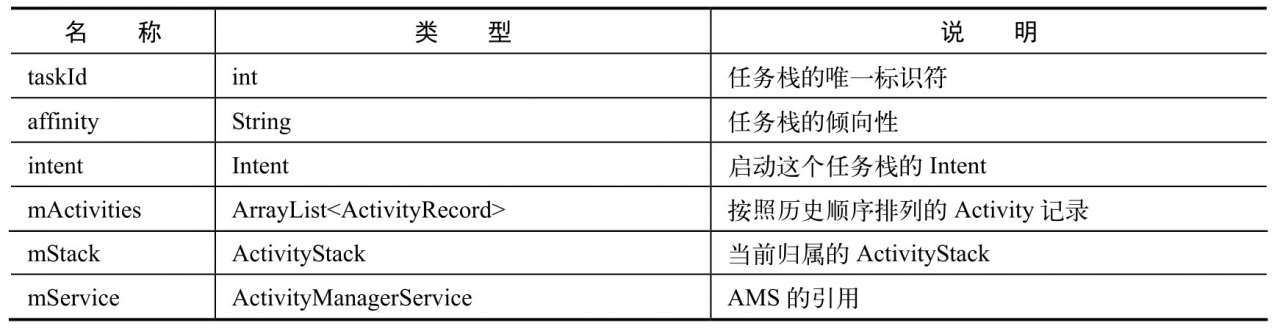 名 称 类 型 说 明
taskId int 任务栈的唯一标识符
affinity String 任务栈的倾向性
intent Intent 启动这个任务栈的 Intent
mActivities ArrayList<ActivityRecord> 按照历史顺序排列的 Activity 记录
mStack ActivityStack 当前归属的 ActivityStack
mService ActivityManagerService AMS 的引用